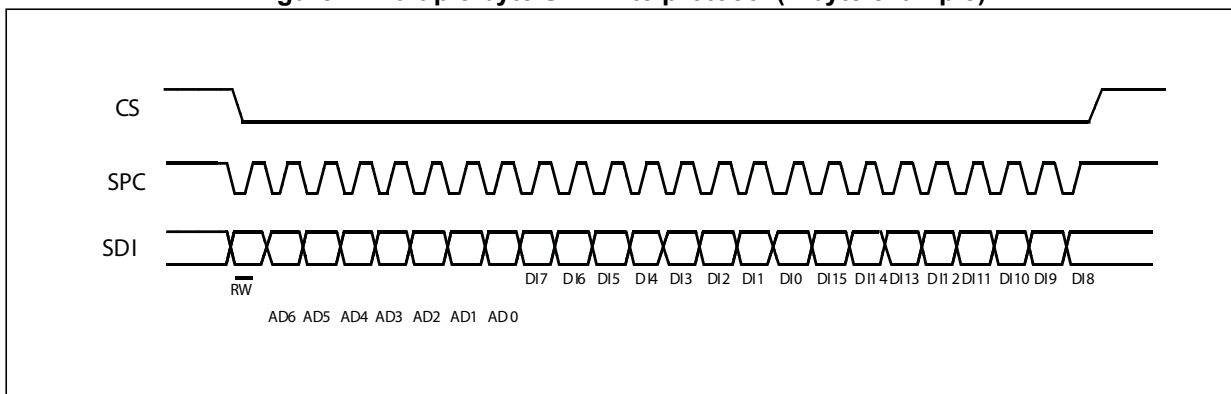 CS
SPC
SDI
RW
DI7 DI6 DI5 DI4 DI3 DI2 DI1 DI0 DI15 DI14 DI13 DI12 DI11 DI10 DI9 DI8
AD6 AD5 AD4 AD3 AD2 AD1 AD0